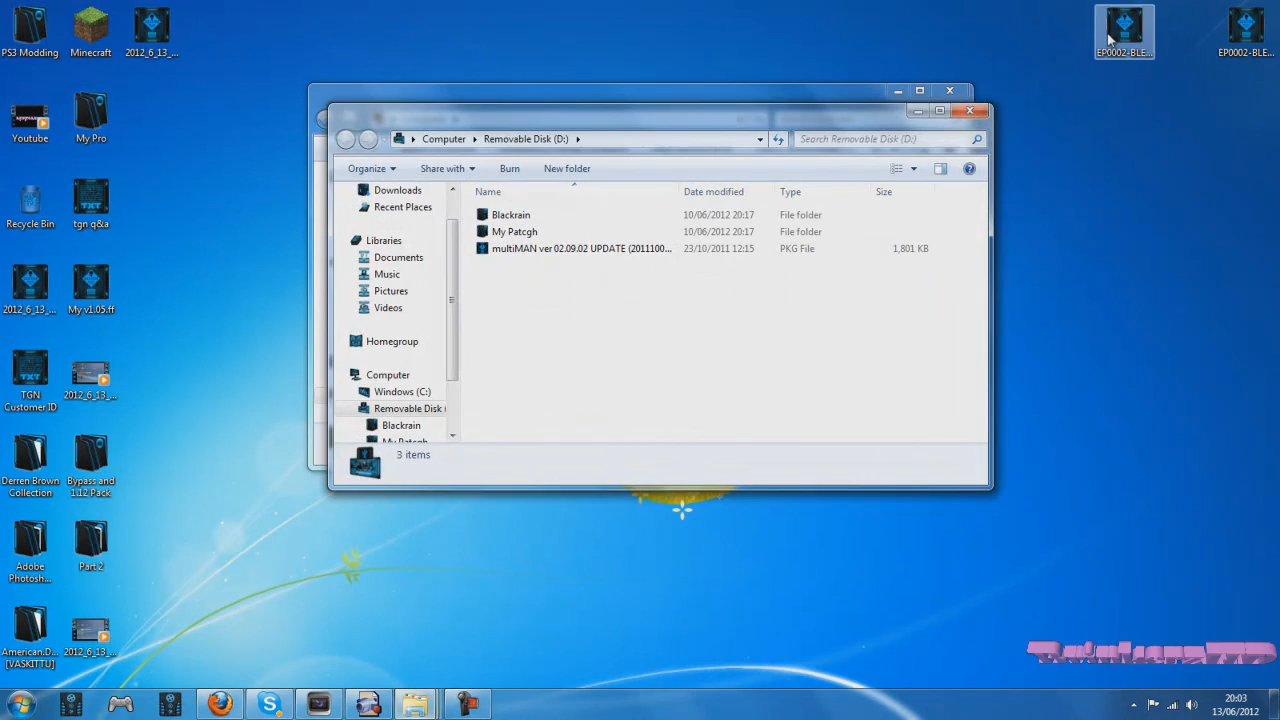 PS3 Modding
Minecraft
2012_6_13_...
EP0002-BLE...
EP0002-BLE...
Youtube
My Pro
Recycle Bin
tgn q&a
2012_6_13_...
My v1.05.ff
TGN
Customer ID
2012_6_13_...
Derren Brown
Collection
Bypass and
1.12 Pack
Adobe
Photosh...
Part 2
American.D...
[VASKITTU]
2012_6_13_...
Computer
Removable Disk (D:)
Search Removable Disk (D:)
Organize
Share with
Burn
New folder
Downloads
Recent Places
Libraries
Documents
Music
Pictures
Videos
Homegroup
Computer
Windows (C:)
Removable Disk (
Blackrain
My Patcgh
Name
Date modified
Type
Size
Blackrain 10/06/2012 20:17 File folder
My Patcgh 10/06/2012 20:17 File folder
multiMAN ver 02.09.02 UPDATE (2011100... 23/10/2011 12:15 PKG File 1,801 KB
3 items
20:03
13/06/2012